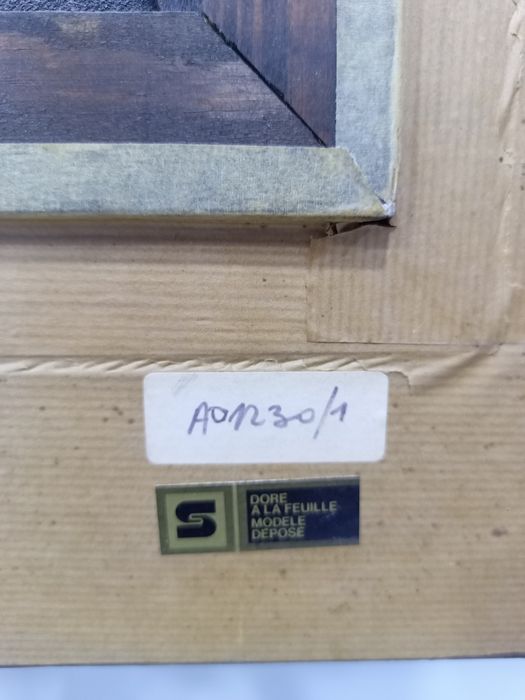 A01230/1
S
DORE
A LA FEUILLE
MODELE
DEPOSE